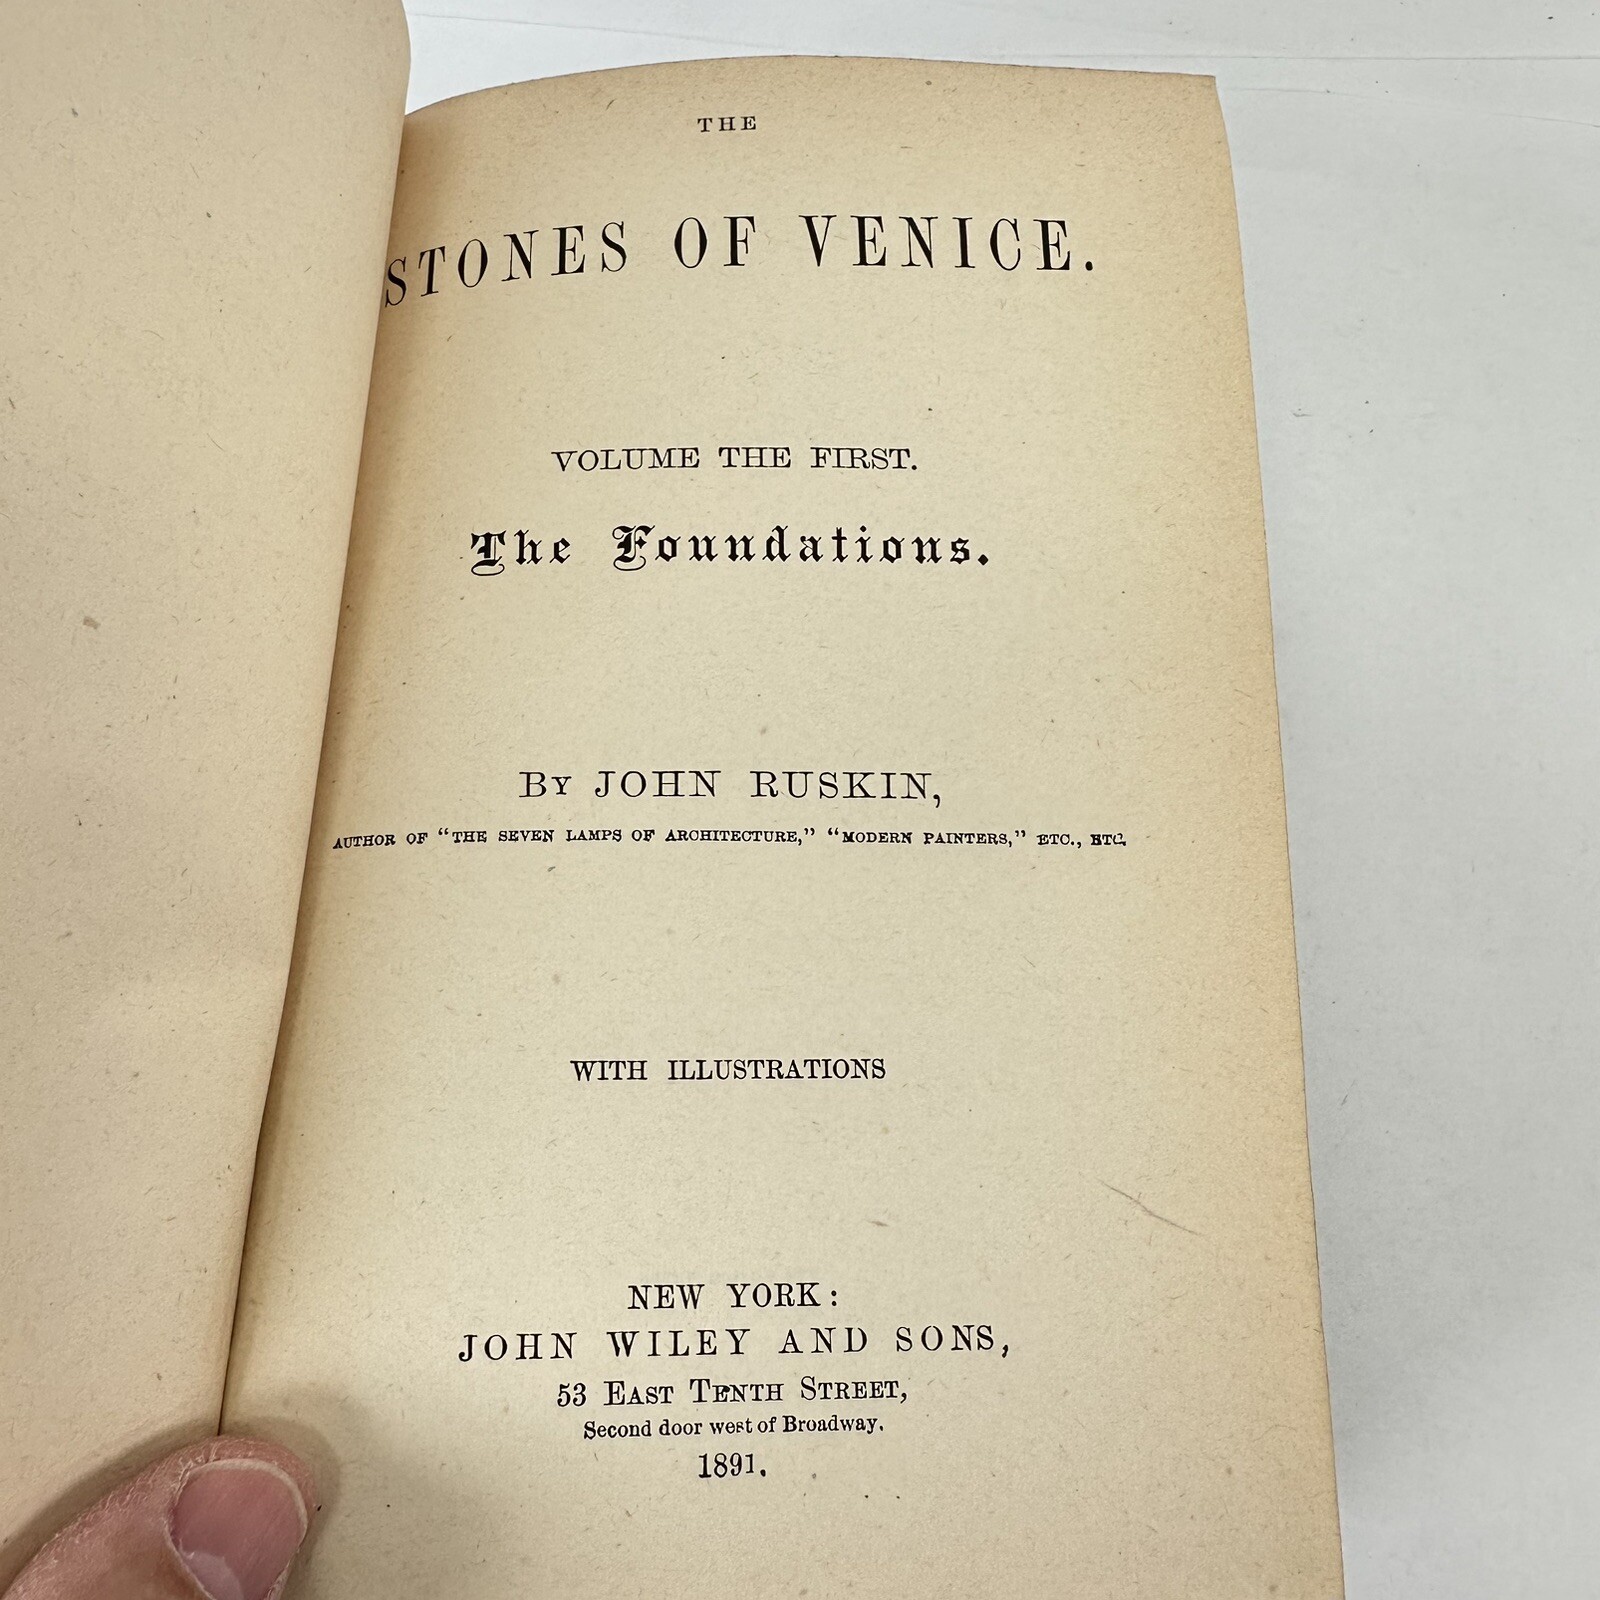 THE
STONES OF VENICE.
VOLUME THE FIRST.
The Foundations.
BY JOHN RUSKIN,
AUTHOR OF "THE SEVEN LAMPS OF ARCHITECTURE," "MODERN PAINTERS," ETC., ETC.
WITH ILLUSTRATIONS
NEW YORK:
JOHN WILEY AND SONS,
53 EAST TENTH STREET,
Second door west of Broadway.
1891.